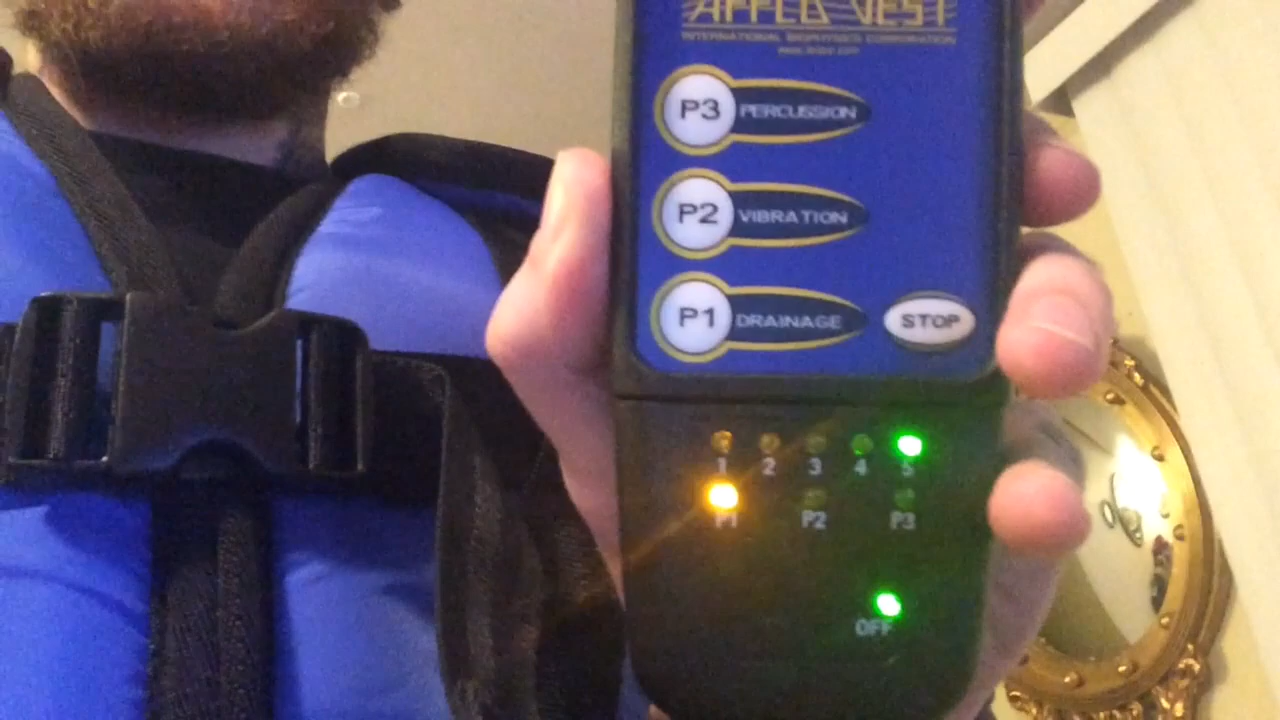 AFFLO VEST
INTERNATIONAL BIOPHYSICS CORPORATION
P3 PERCUSSION
P2 VIBRATION
P1 DRAINAGE
STOP
1 2 3 4 5
P1 P2 P3
OFF